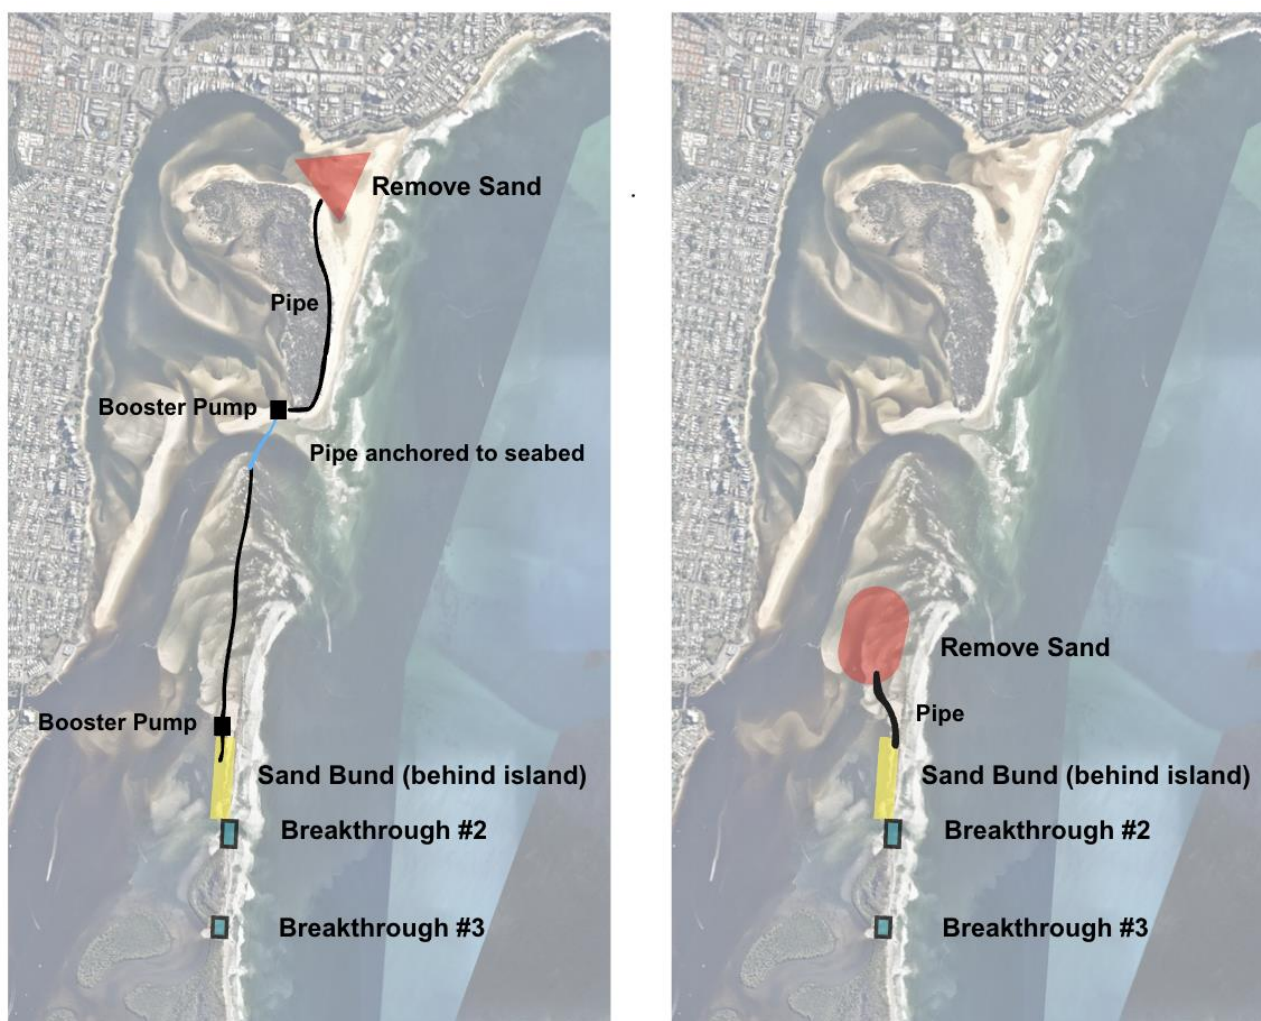 Remove Sand
Pipe
Booster Pump
Pipe anchored to seabed
Booster Pump
Sand Bund (behind island)
Breakthrough #2
Breakthrough #3
Remove Sand
Pipe
Sand Bund (behind island)
Breakthrough #2
Breakthrough #3